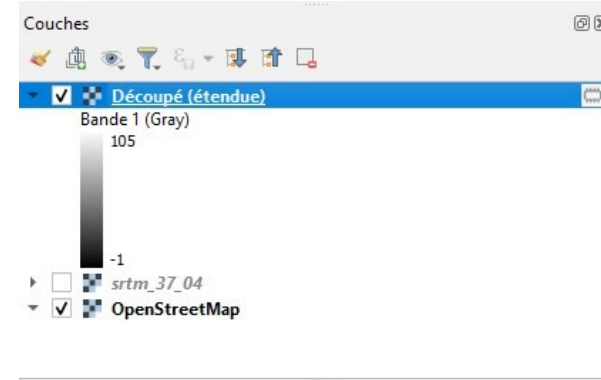 Couches
Découpé (étendue)
Bande 1 (Gray)
105
-1
srtm_37_04
OpenStreetMap